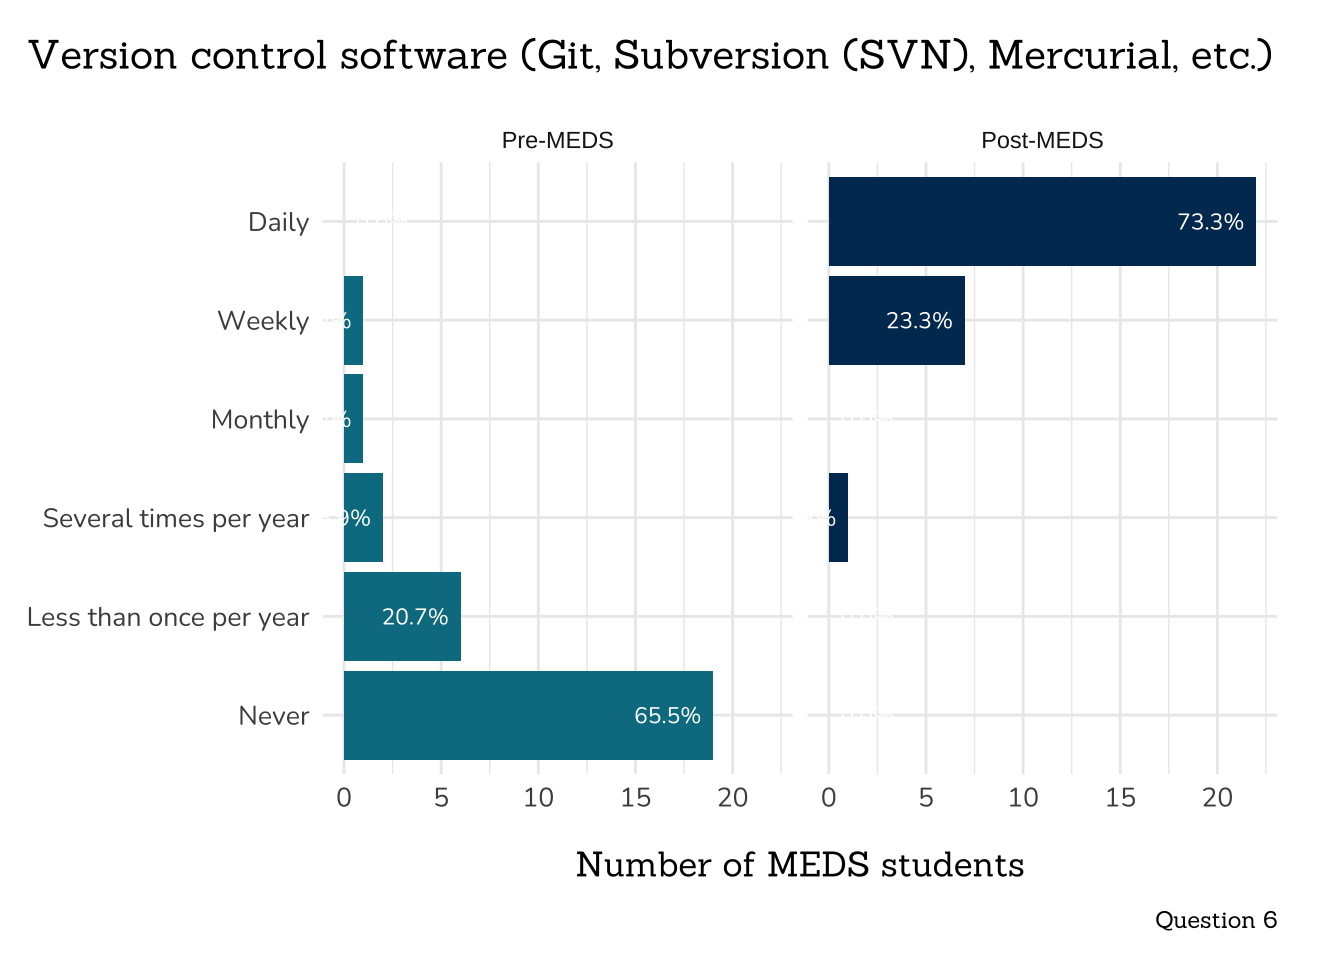 Version control software (Git, Subversion (SVN), Mercurial, etc.)
Pre-MEDS Post-MEDS
Daily 73.3%
Weekly 23.3%
Monthly
Several times per year
Less than once per year 20.7%
Never 65.5%
0 5 10 15 20 0 5 10 15 20
Number of MEDS students
Question 6